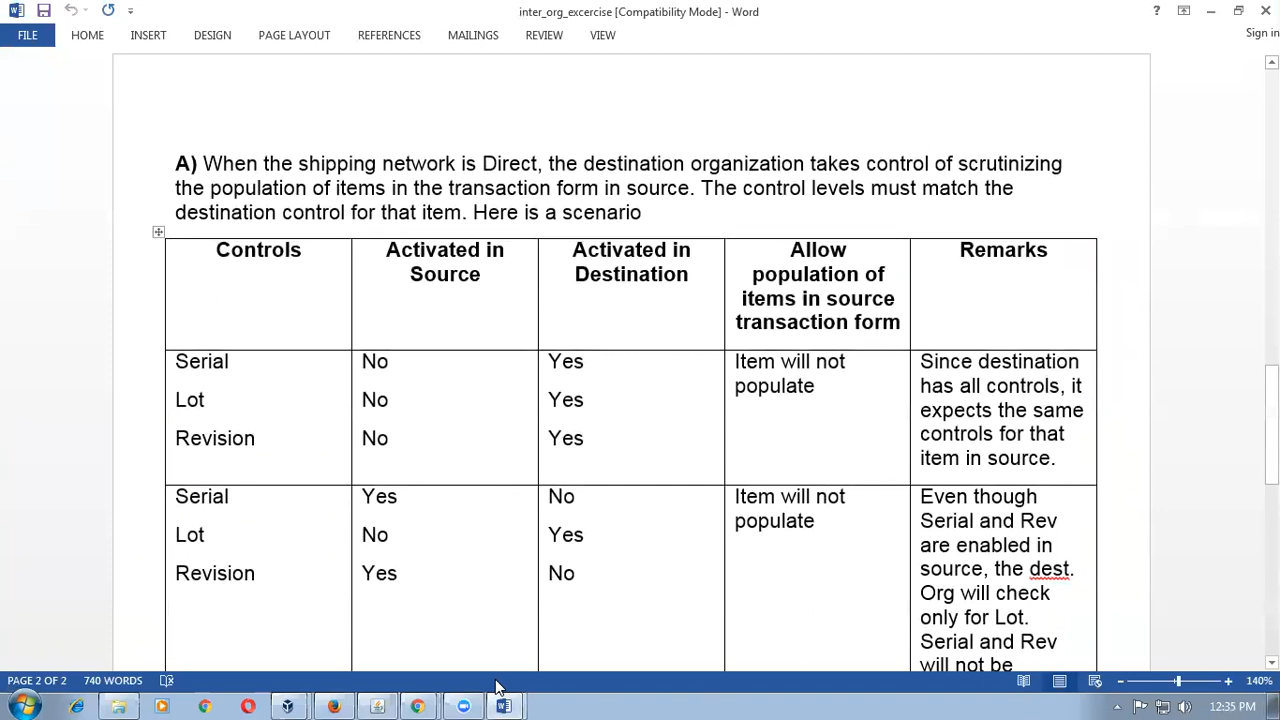 inter_org_excercise [Compatibility Mode] - Word
FILE HOME INSERT DESIGN PAGE LAYOUT REFERENCES MAILINGS REVIEW VIEW Sign in
A) When the shipping network is Direct, the destination organization takes control of scrutinizing
the population of items in the transaction form in source. The control levels must match the
destination control for that item. Here is a scenario
Controls
Activated in
Source
Activated in
Destination
Allow
population of
items in source
transaction form
Remarks
Serial
Lot
Revision
No
No
No
Yes
Yes
Yes
Item will not
populate
Since destination
has all controls, it
expects the same
controls for that
item in source.
Serial
Lot
Revision
Yes
No
Yes
No
Yes
No
Item will not
populate
Even though
Serial and Rev
are enabled in
source, the dest.
Org will check
only for Lot.
Serial and Rev
will not be
PAGE 2 OF 2 740 WORDS 140%
12:35 PM